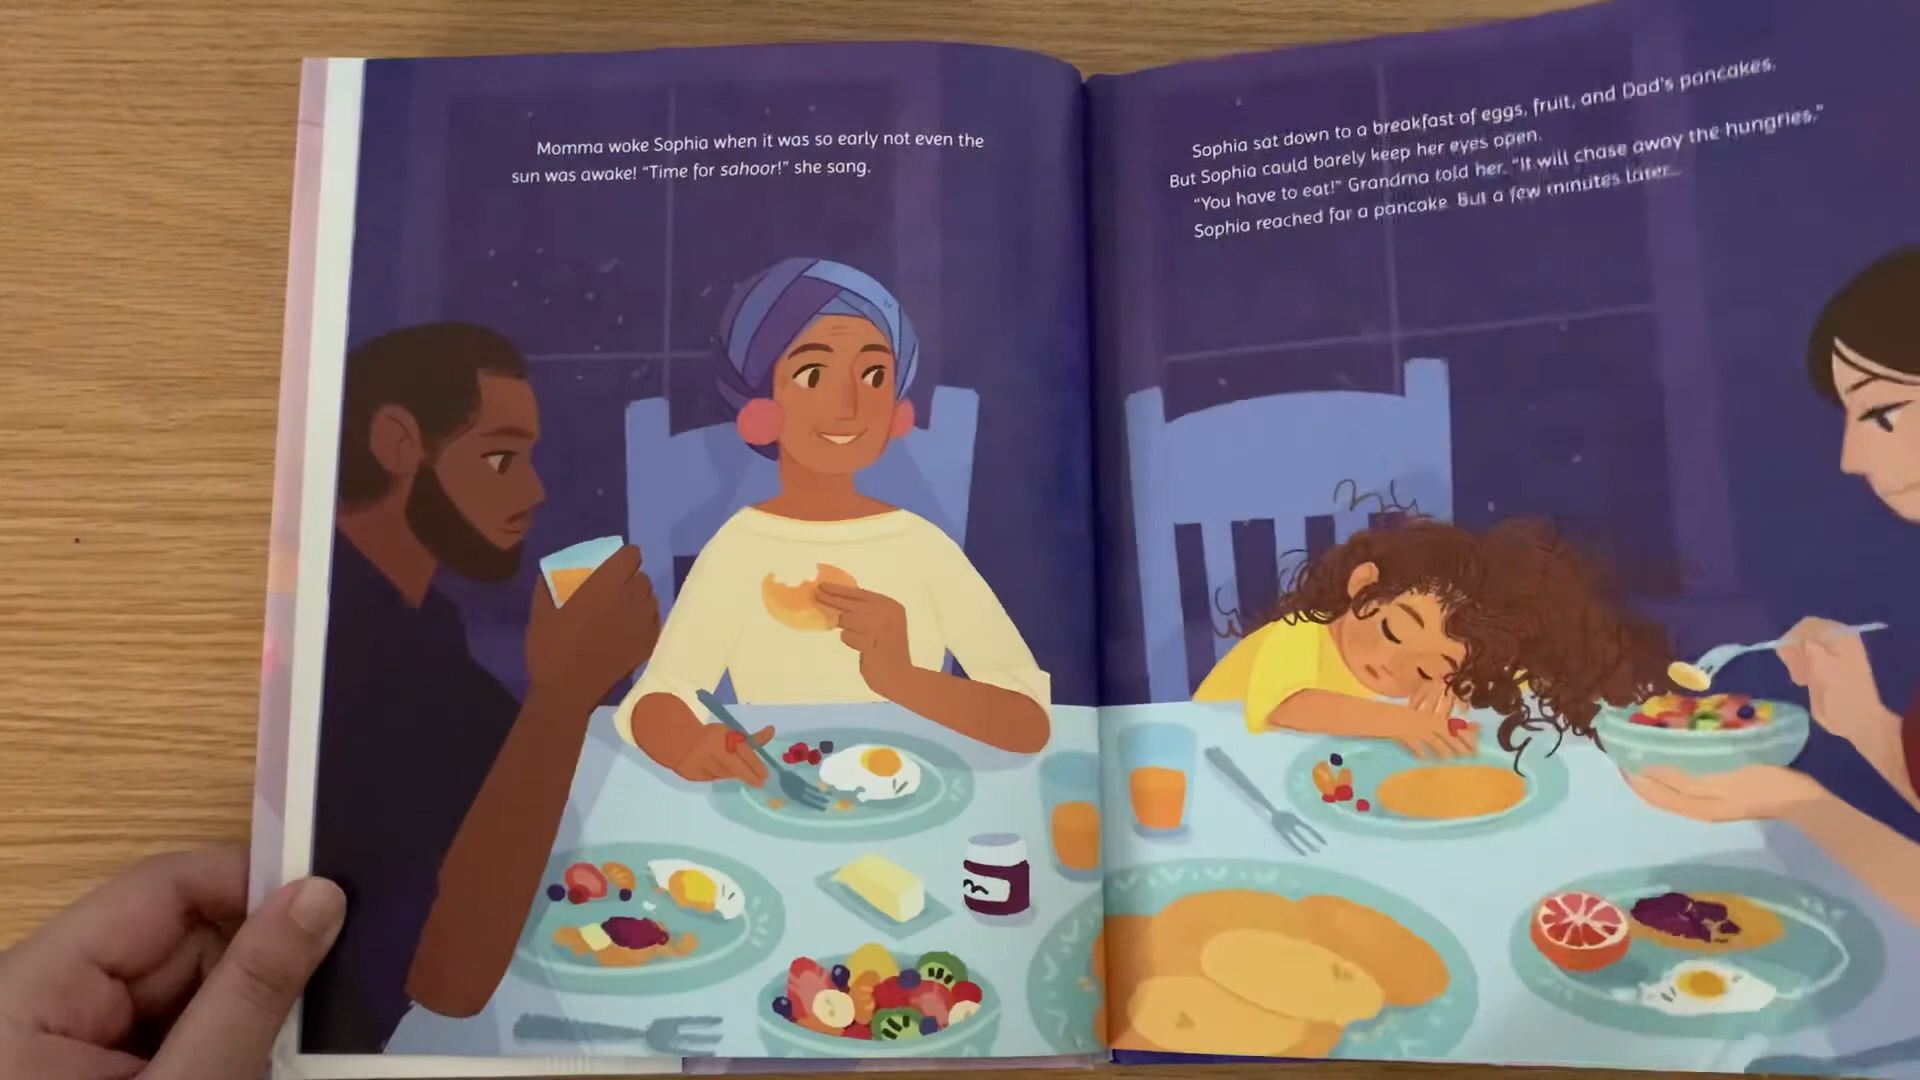 Momma woke Sophia when it was so early not even the
sun was awake! “Time for sahoor!” she sang.
Sophia sat down to a breakfast of eggs, fruit, and Dad's pancakes.
But Sophia could barely keep her eyes open.
“You have to eat!” Grandma told her. “It will chase away the hungries.”
Sophia reached for a pancake. But a few minutes later...